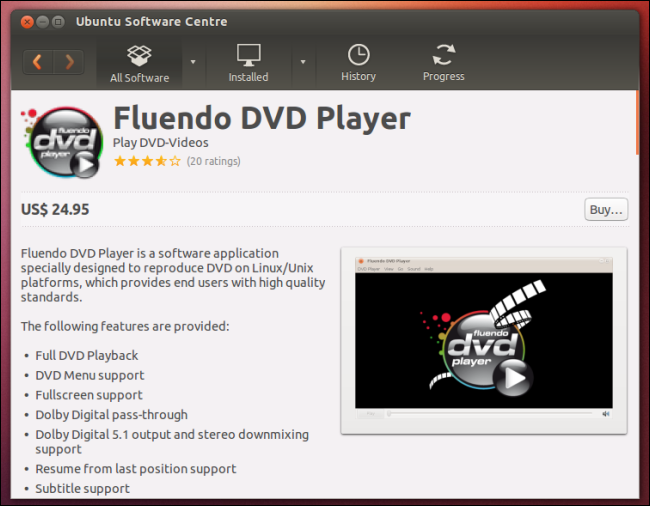 Ubuntu Software Centre
All Software
Installed
History
Progress
fluendo
dvd
player
Fluendo DVD Player
Play DVD-Videos
(20 ratings)
US$ 24.95
Buy...
Fluendo DVD Player is a software application
specially designed to reproduce DVD on Linux/Unix
platforms, which provides end users with high quality
standards.
The following features are provided:
• Full DVD Playback
• DVD Menu support
• Fullscreen support
• Dolby Digital pass-through
• Dolby Digital 5.1 output and stereo downmixing
support
• Resume from last position support
• Subtitle support
Fluendo DVD Player
DVD Player View Go Sound Help
fluendo
dvd
player